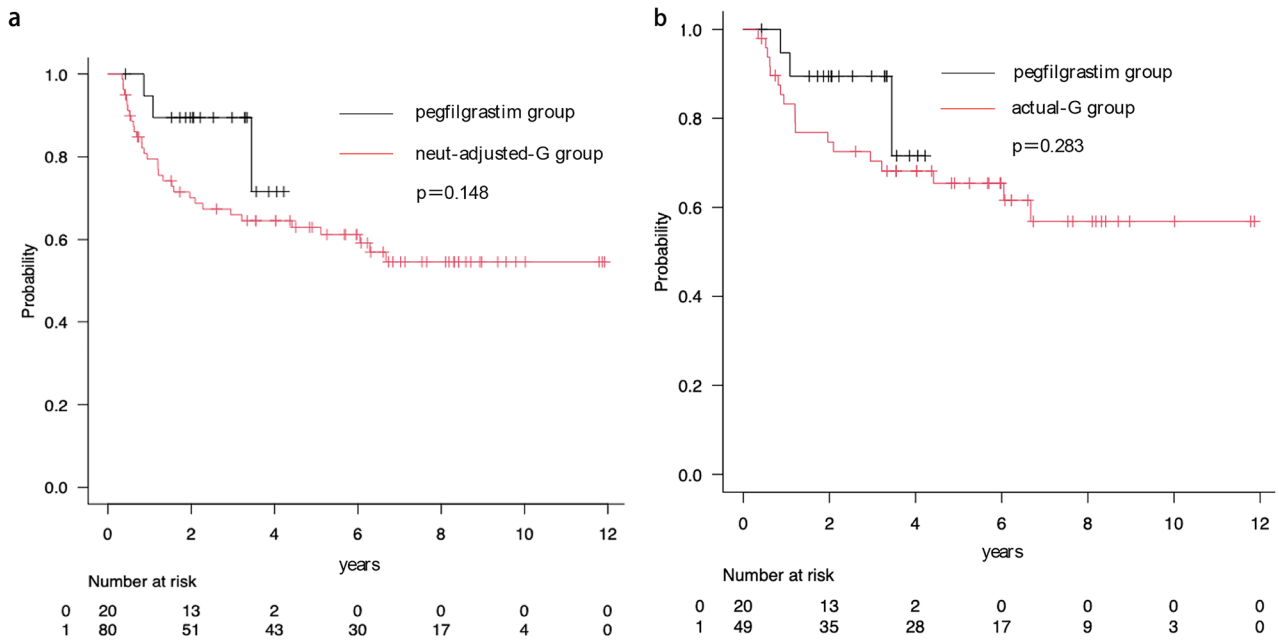 a
1.0
0.8
0.6
0.4
0.2
0.0
Probability
pegfilgrastim group
neut-adjusted-G group
p=0.148
0 2 4 6 8 10 12
years
Number at risk
0 20 13 2 0 0 0 0
1 80 51 43 30 17 4 0
b
1.0
0.8
0.6
0.4
0.2
0.0
Probability
pegfilgrastim group
actual-G group
p=0.283
0 2 4 6 8 10 12
years
Number at risk
0 20 13 2 0 0 0 0
1 49 35 28 17 9 3 0